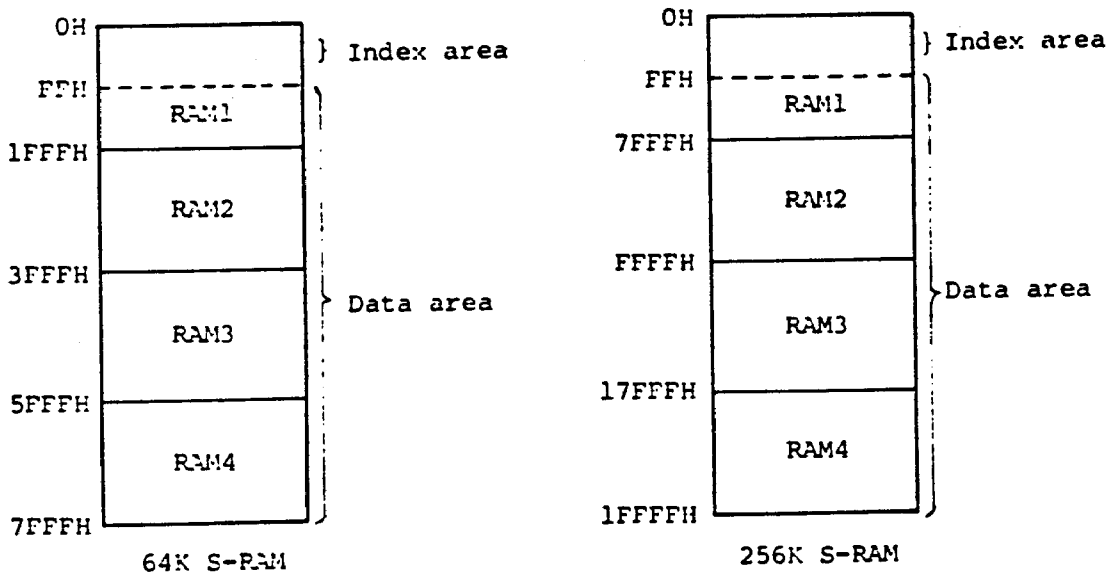 0H
Index area
FFH
RAM1
1FFFH
RAM2
3FFFH
Data area
RAM3
5FFFH
RAM4
7FFFH
64K S-RAM
0H
Index area
FFH
RAM1
7FFFH
RAM2
FFFFH
Data area
RAM3
17FFFH
RAM4
1FFFFH
256K S-RAM